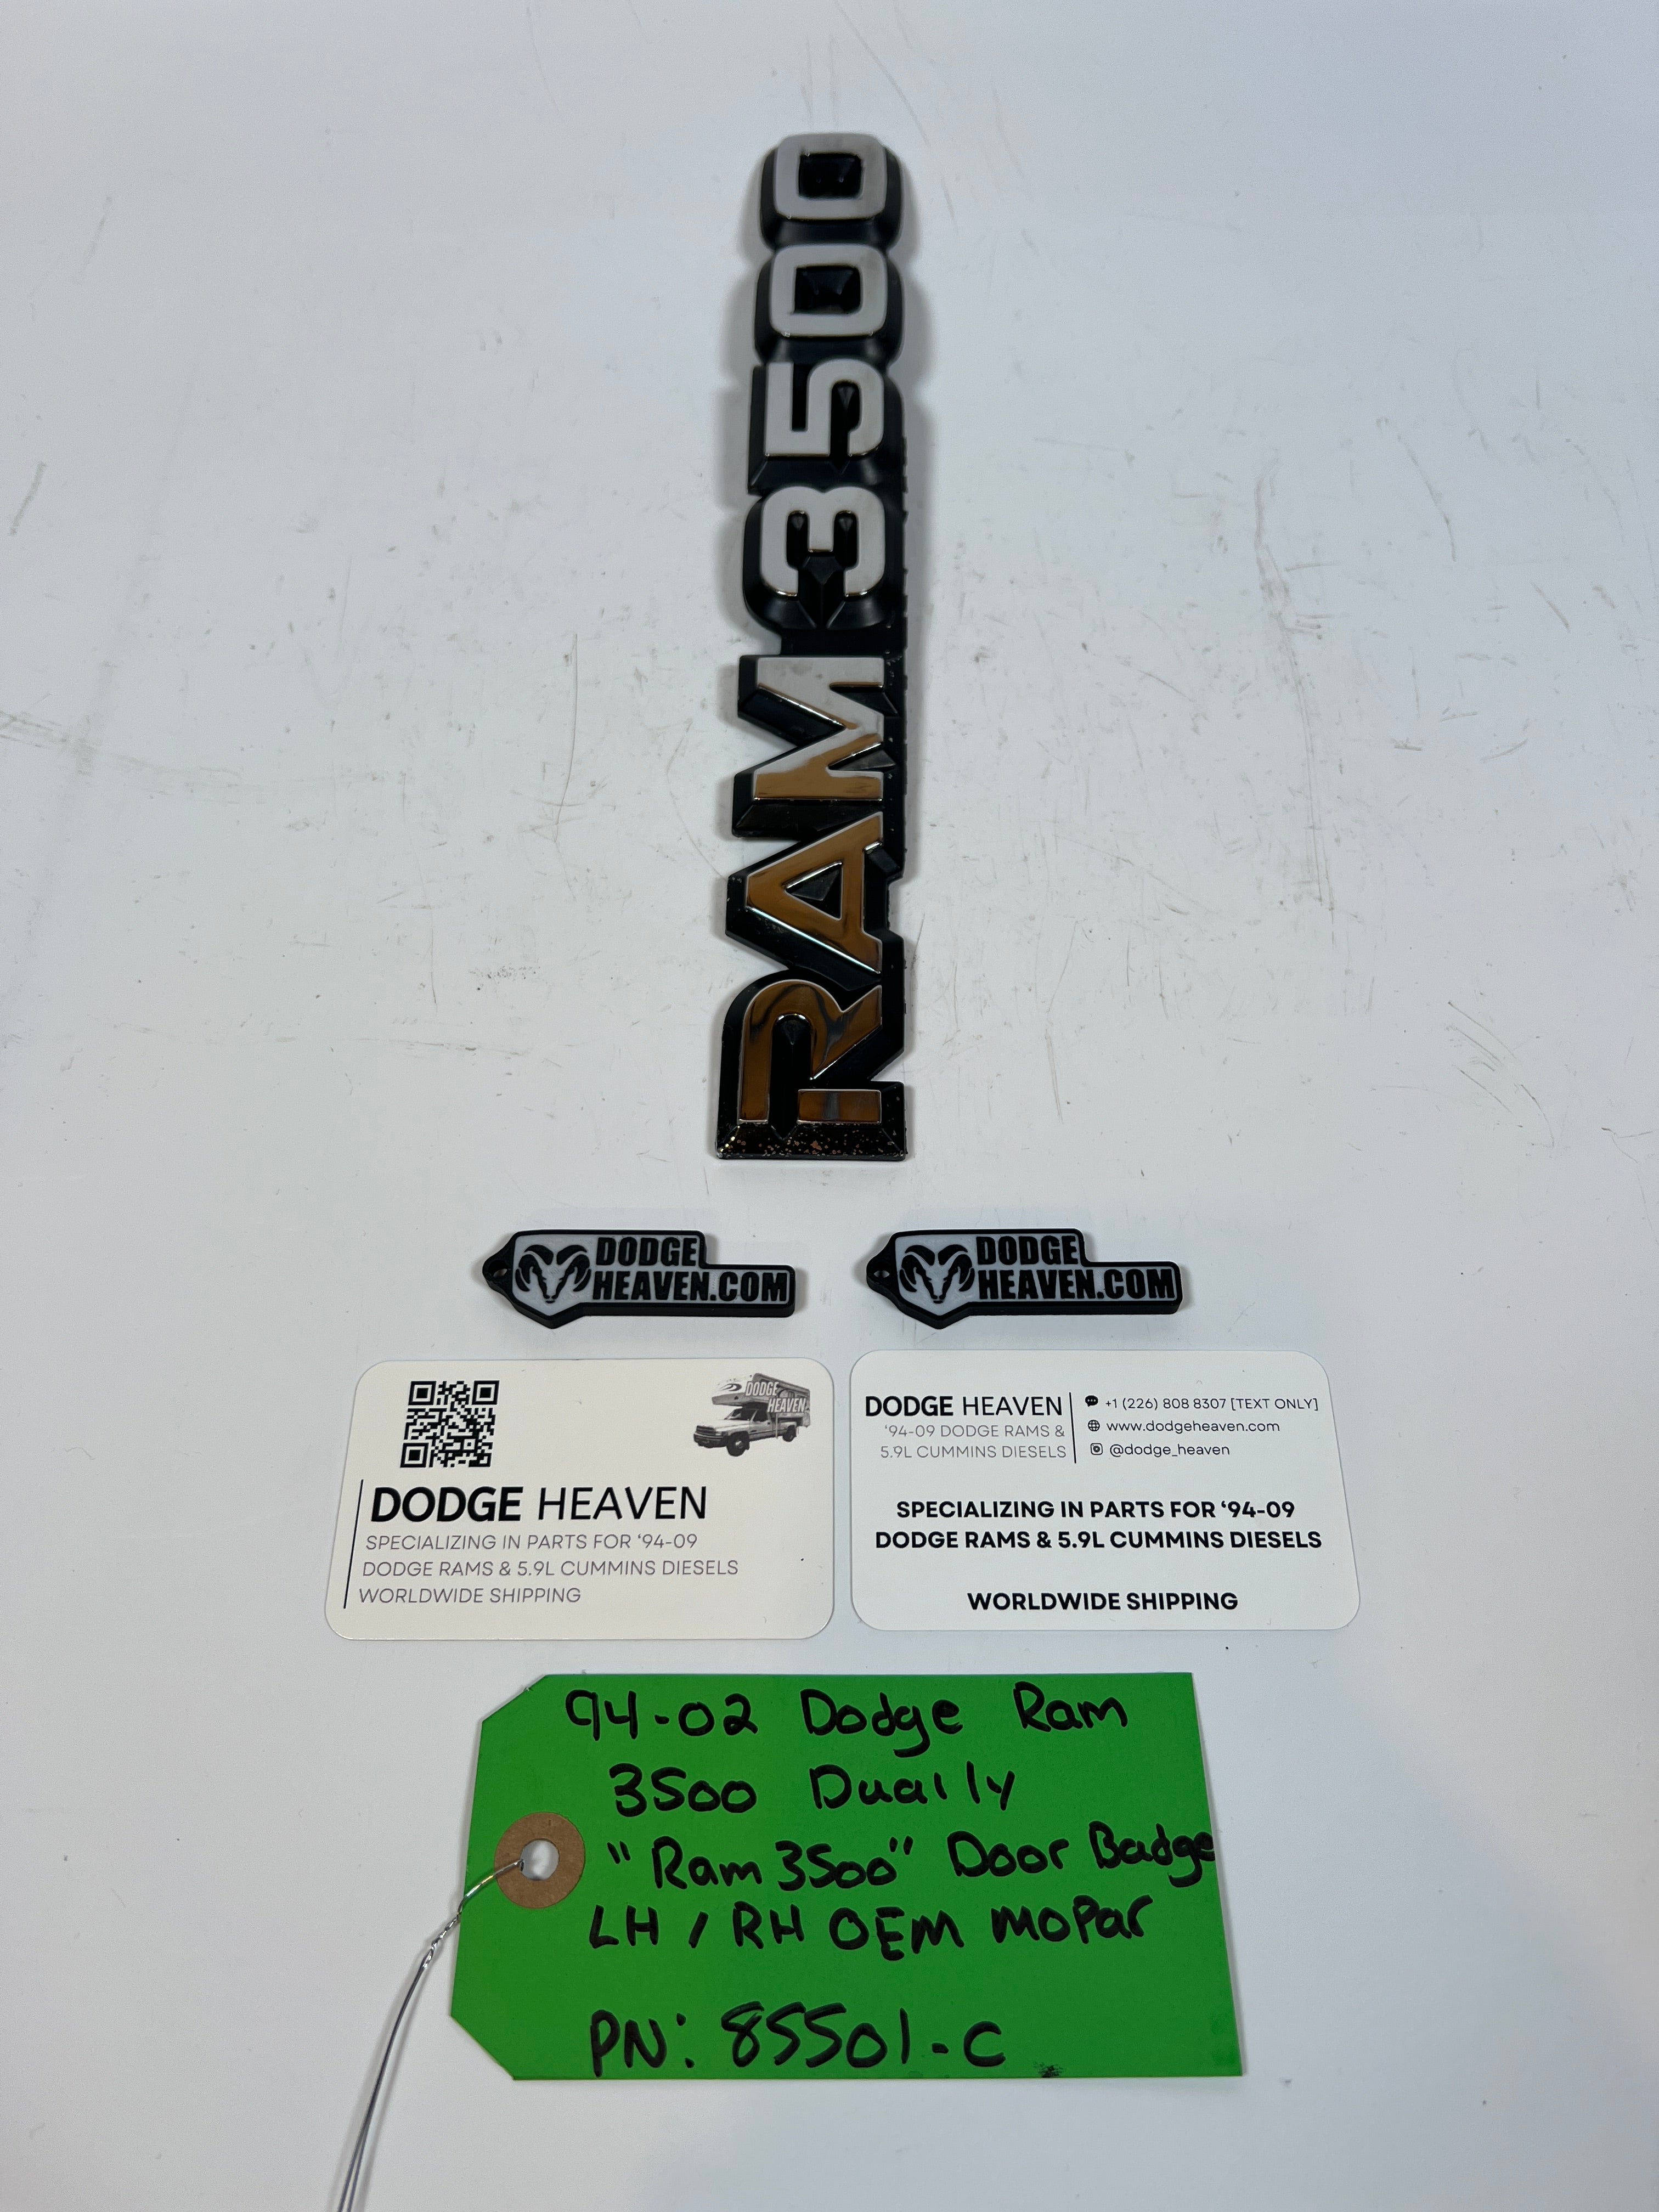 RAM 3500
DODGE
HEAVEN.COM
DODGE
HEAVEN.COM
DODGE
HEAVEN
DODGE HEAVEN
SPECIALIZING IN PARTS FOR ‘94-09
DODGE RAMS & 5.9L CUMMINS DIESELS
WORLDWIDE SHIPPING
DODGE HEAVEN
‘94-09 DODGE RAMS &
5.9L CUMMINS DIESELS
+1 (226) 808 8307 [TEXT ONLY]
www.dodgeheaven.com
@dodge_heaven
SPECIALIZING IN PARTS FOR ‘94-09
DODGE RAMS & 5.9L CUMMINS DIESELS
WORLDWIDE SHIPPING
94-02 Dodge Ram
3500 Dually
"Ram 3500" Door Badge
LH / RH OEM mopar
PN: 85501-C